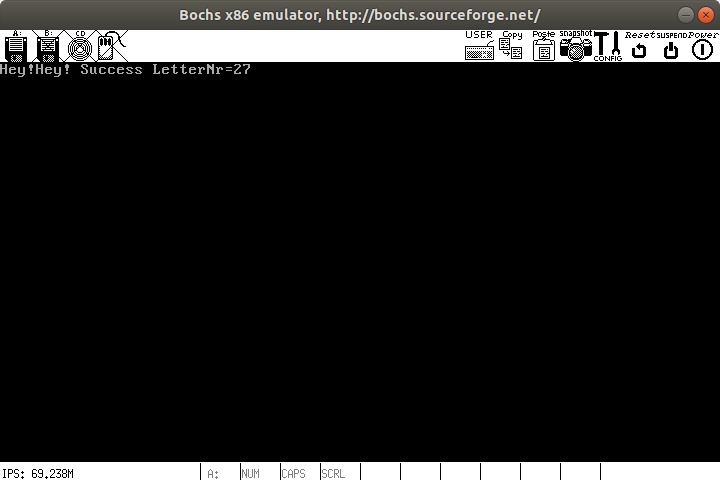 Bochs x86 emulator, http://bochs.sourceforge.net/
A: B: CD USER Copy Poste snapshot CONFIG Reset SUSPEND Power
Hey!Hey! Success LetterNr=27
IPS: 69.238M A: NUM CAPS SCRL